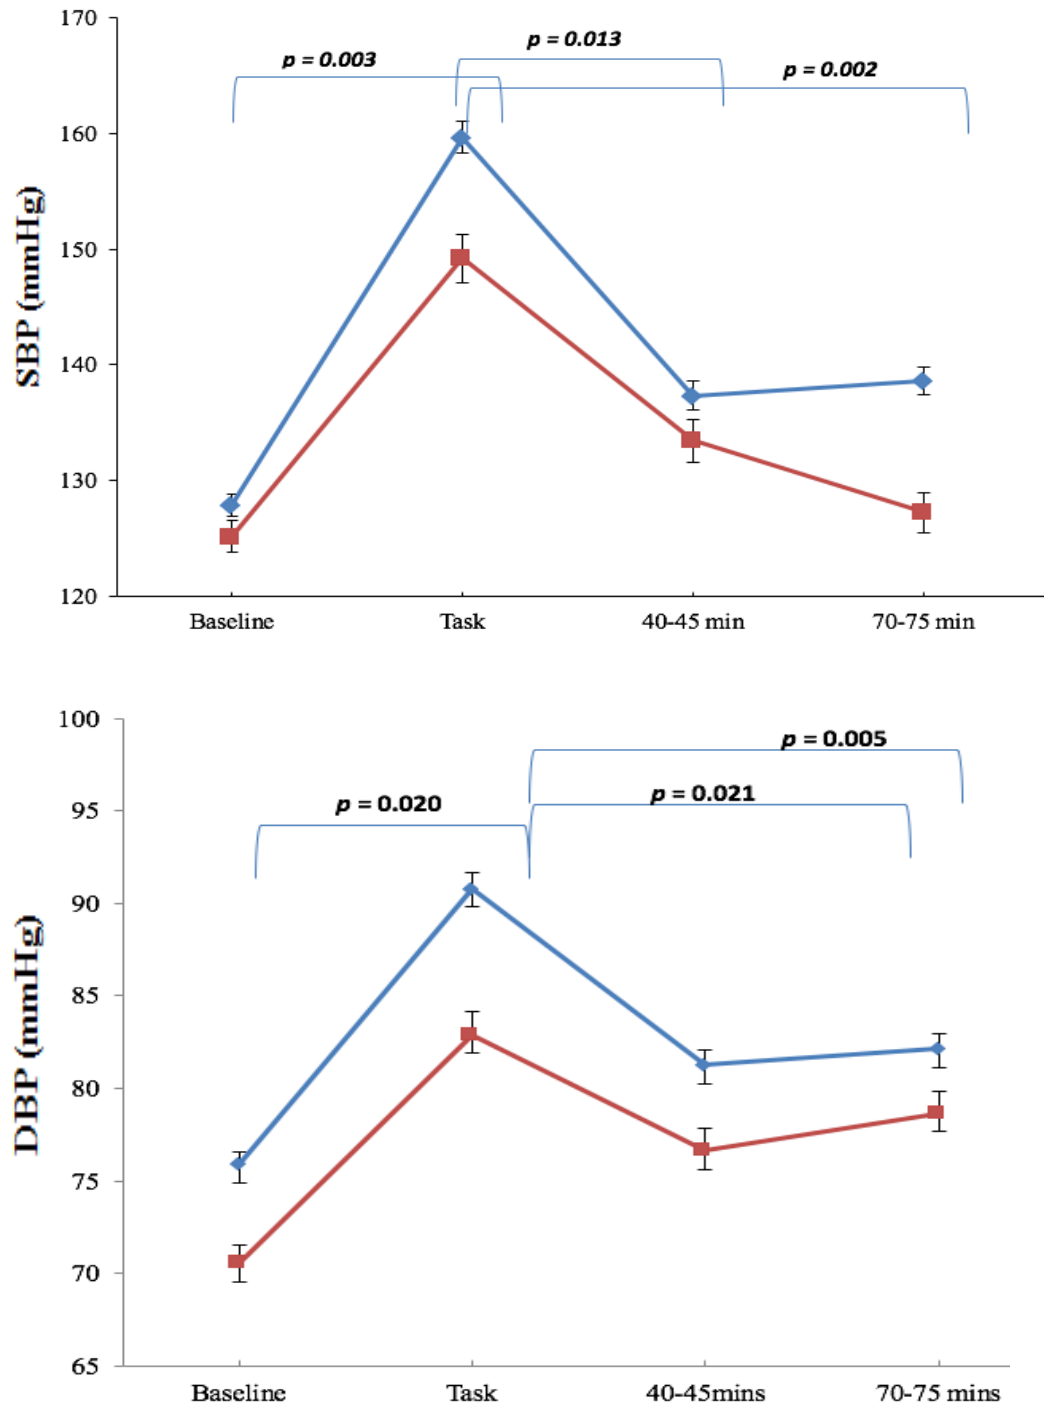 170
p = 0.013
p = 0.003
p = 0.002
160
150
SBP (mmHg)
140
130
120
Baseline Task 40-45 min 70-75 min
100
p = 0.005
p = 0.021
p = 0.020
95
90
85
DBP (mmHg)
80
75
70
65
Baseline Task 40-45mins 70-75 mins